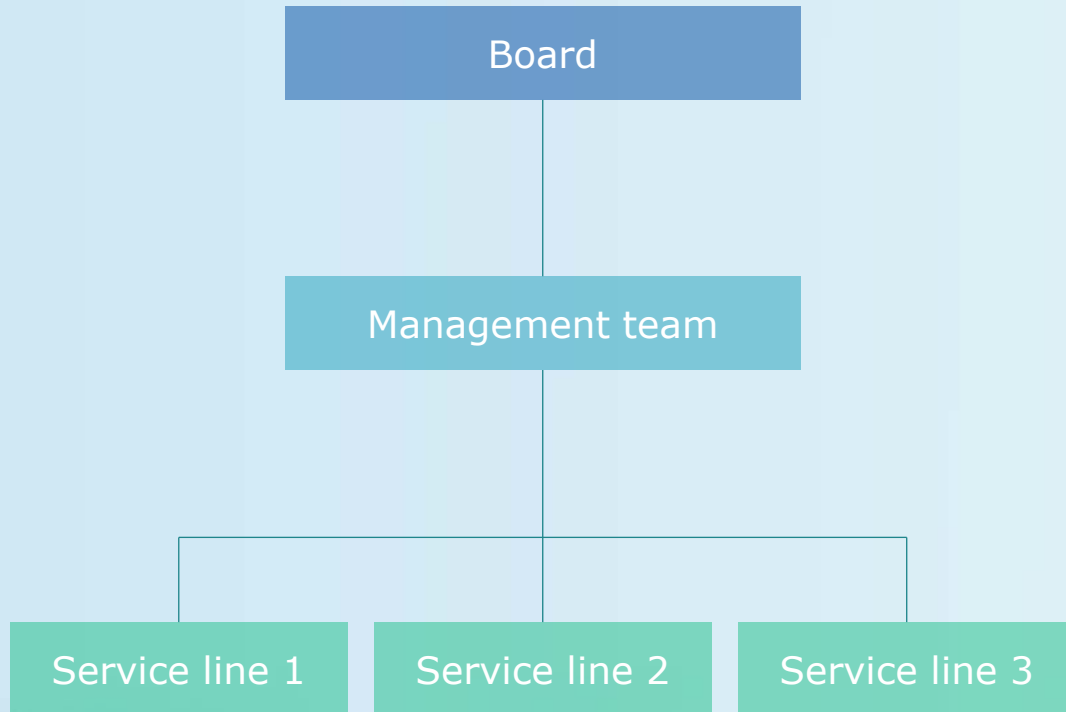 Board
Management team
Service line 1
Service line 2
Service line 3